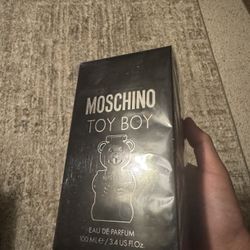 MOSCHINO
TOY BOY
EAU DE PARFUM
100 ML ℮ / 3.4 US FL.Oz.